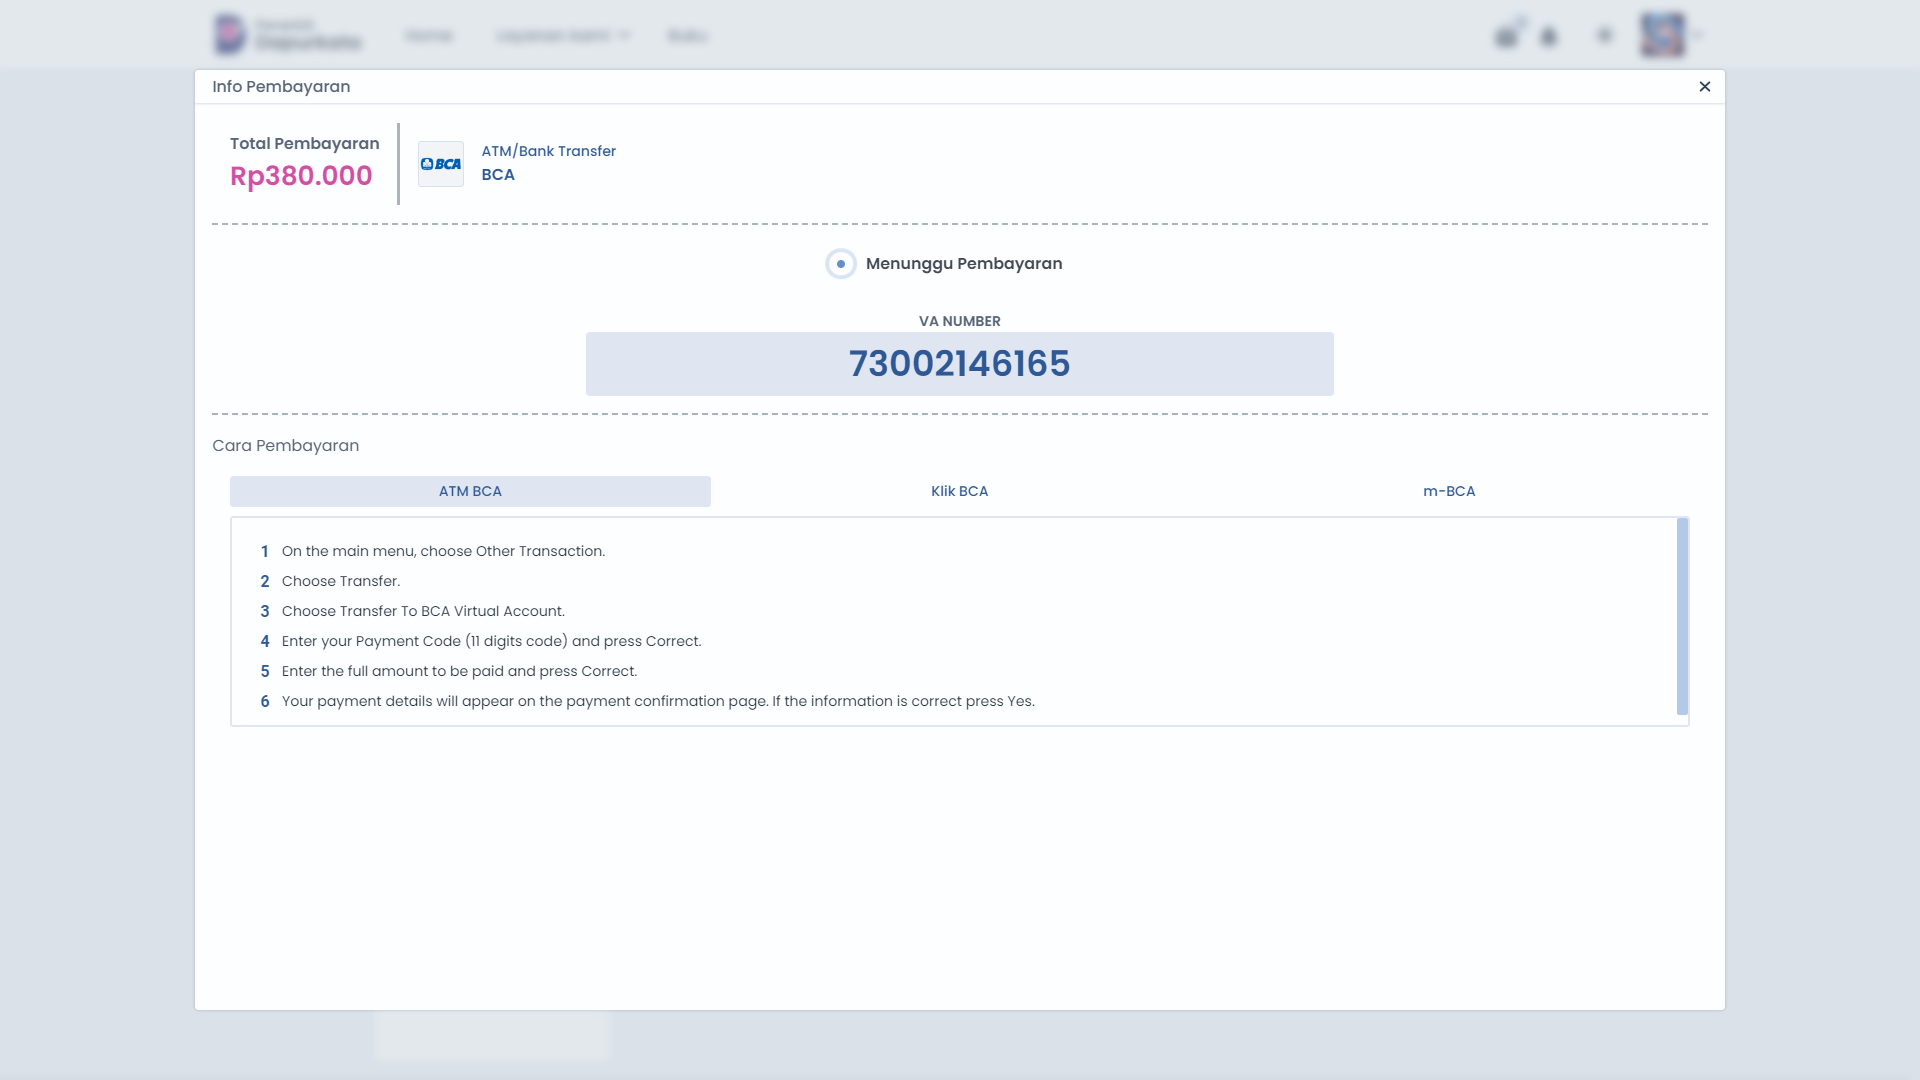 Home
Layanan kami
Buku
Info Pembayaran
Total Pembayaran
Rp380.000
BCA
ATM/Bank Transfer
BCA
Menunggu Pembayaran
VA NUMBER
73002146165
Cara Pembayaran
ATM BCA
Klik BCA
m-BCA
1 On the main menu, choose Other Transaction.
2 Choose Transfer.
3 Choose Transfer To BCA Virtual Account.
4 Enter your Payment Code (11 digits code) and press Correct.
5 Enter the full amount to be paid and press Correct.
6 Your payment details will appear on the payment confirmation page. If the information is correct press Yes.